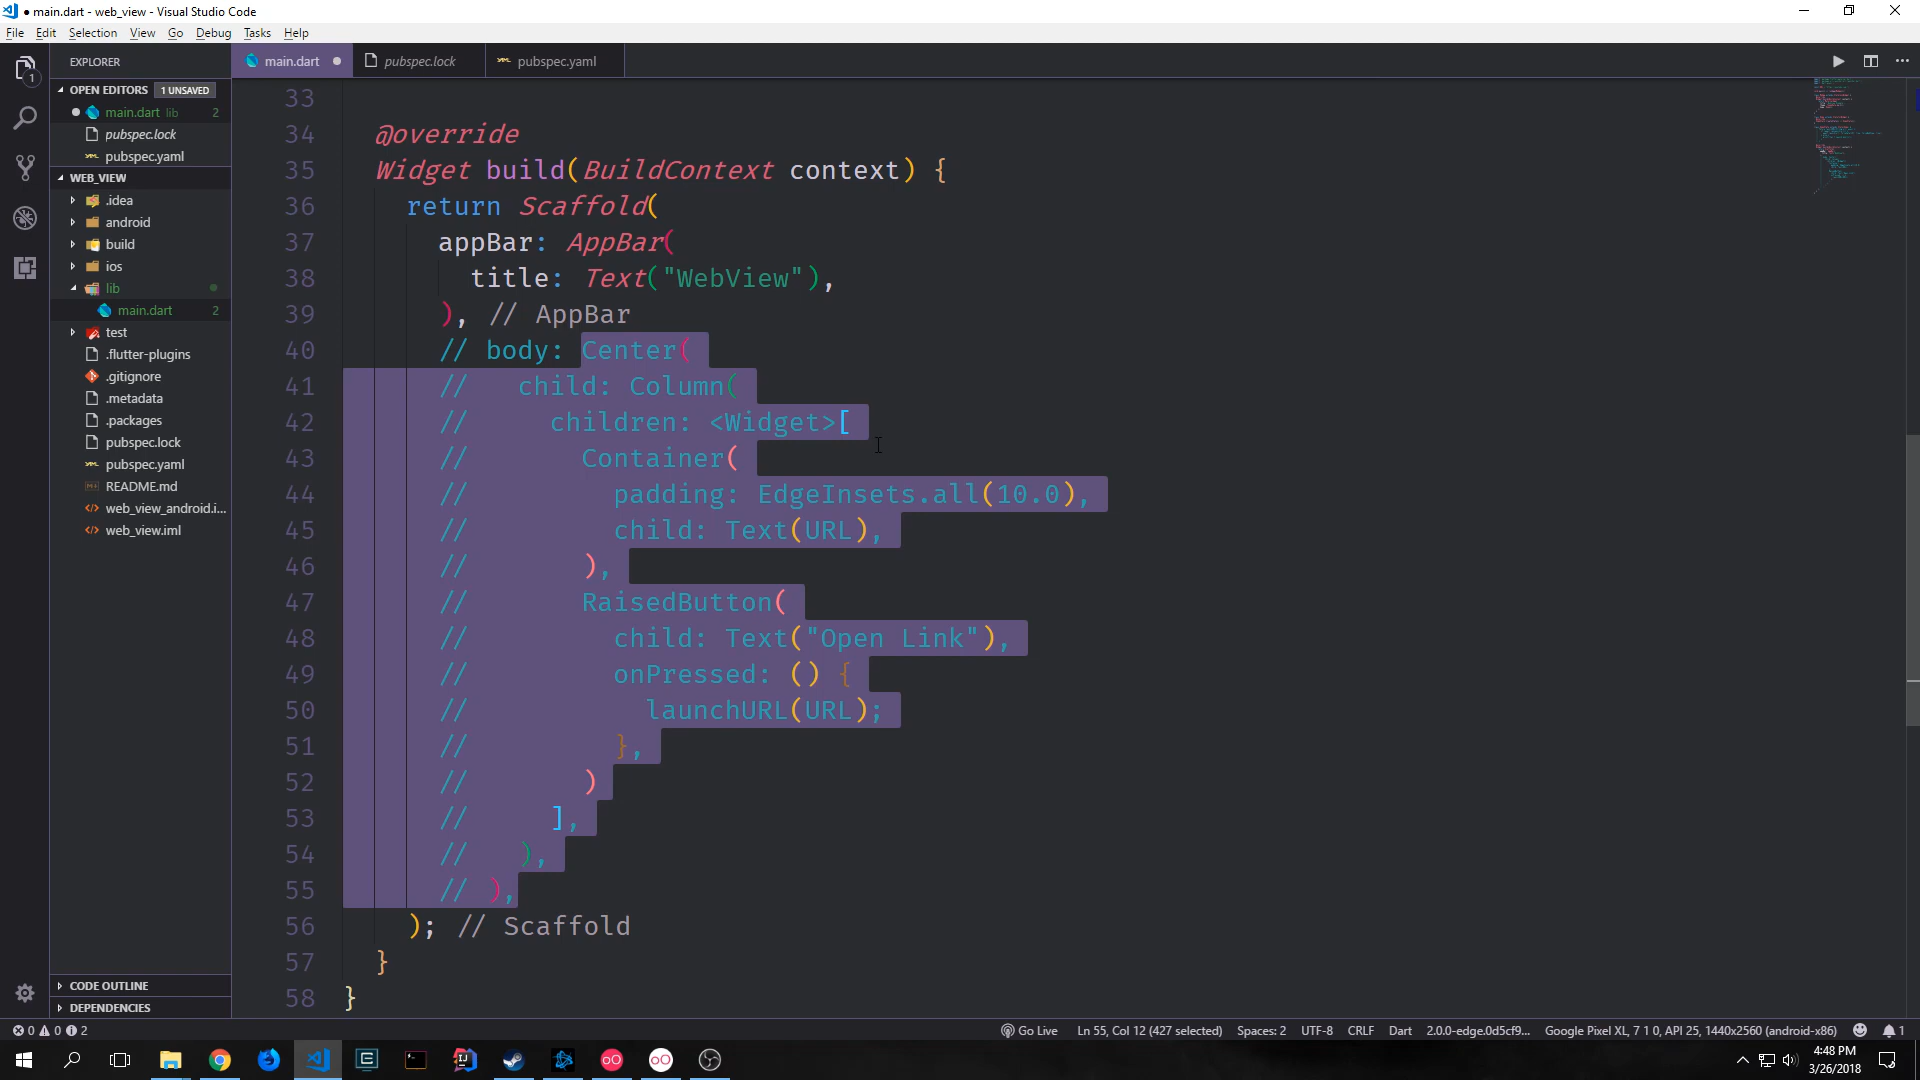 main.dart - web_view - Visual Studio Code
File Edit Selection View Go Debug Tasks Help
EXPLORER
OPEN EDITORS 1 UNSAVED
main.dart lib 2
pubspec.lock
pubspec.yaml
WEB_VIEW
.idea
android
build
ios
lib
main.dart 2
test
.flutter-plugins
.gitignore
.metadata
.packages
pubspec.lock
pubspec.yaml
README.md
web_view_android.i...
web_view.iml
CODE OUTLINE
DEPENDENCIES
1
main.dart pubspec.lock pubspec.yaml
33
34 @override
35 Widget build(BuildContext context) {
36 return Scaffold(
37 appBar: AppBar(
38 title: Text("WebView"),
39 ), // AppBar
40 // body: Center(
41 // child: Column(
42 // children: <Widget>[
43 // Container(
44 // padding: EdgeInsets.all(10.0),
45 // child: Text(URL),
46 // ),
47 // RaisedButton(
48 // child: Text("Open Link"),
49 // onPressed: () {
50 // launchURL(URL);
51 // },
52 // )
53 // ],
54 // ),
55 // ),
56 ); // Scaffold
57 }
58 }
0 0 2 Go Live Ln 55, Col 12 (427 selected) Spaces: 2 UTF-8 CRLF Dart 2.0.0-edge.0d5cf9... Google Pixel XL, 7 1 0, API 25, 1440x2560 (android-x86) 1
4:48 PM
3/26/2018